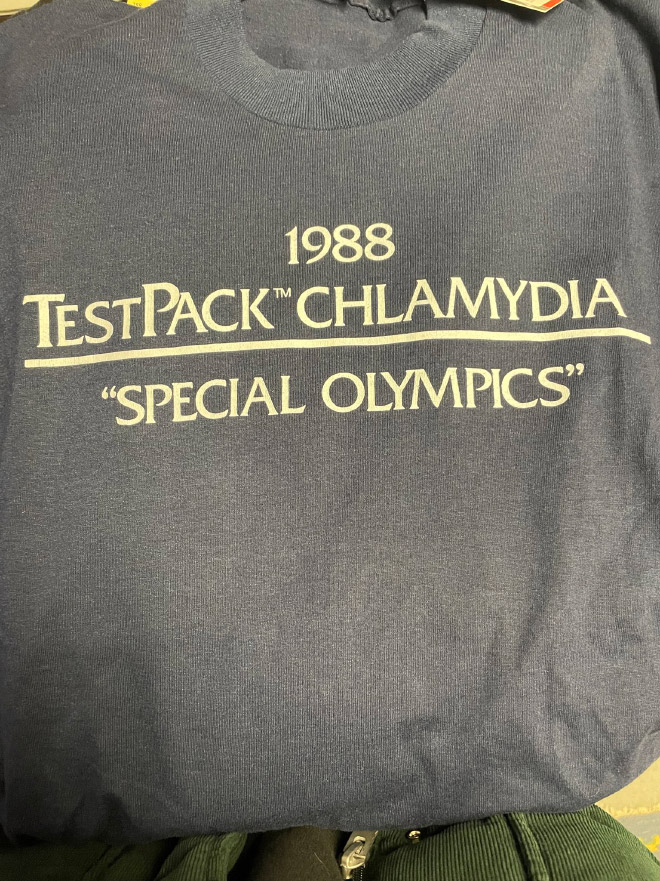 1988
TESTPACK™ CHLAMYDIA
“SPECIAL OLYMPICS”